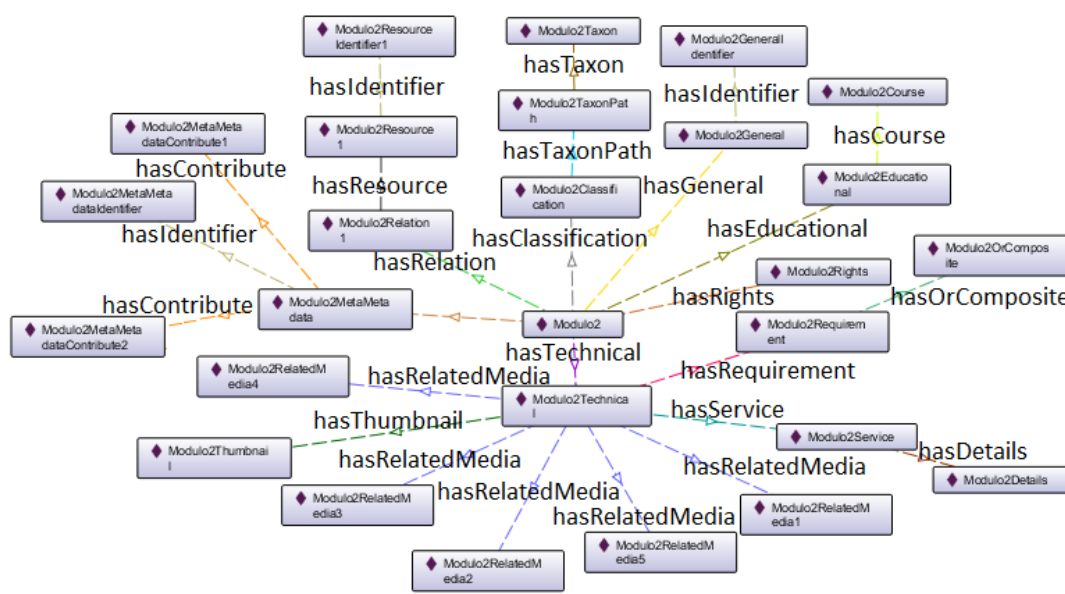 Modulo2Resource
Identifier1
Modulo2Taxon
Modulo2GeneralI
dentifier
hasTaxon
hasIdentifier
hasIdentifier
Modulo2Course
Modulo2TaxonPat
h
Modulo2MetaMeta
dataContribute1
Modulo2Resource
1
Modulo2General
hasCourse
hasContribute
hasTaxonPath
hasResource
hasGeneral
Modulo2Educatio
nal
Modulo2MetaMeta
dataIdentifier
Modulo2Classifi
cation
Modulo2Relation
1
hasIdentifier
hasClassification
hasEducational
Modulo2OrCompos
ite
hasRelation
Modulo2Rights
hasContribute
Modulo2MetaMeta
data
hasRights
hasOrComposite
Modulo2MetaMeta
dataContribute2
Modulo2
Modulo2Requirem
ent
hasTechnical
Modulo2RelatedM
edia4
hasRelatedMedia
hasRequirement
Modulo2Technica
l
hasThumbnail
hasService
Modulo2Service
Modulo2Thumbnai
l
hasRelatedMedia
hasRelatedMedia
hasDetails
Modulo2Details
hasRelatedMedia
Modulo2RelatedM
edia3
hasRelatedMedia
Modulo2RelatedM
edia1
Modulo2RelatedM
edia2
Modulo2RelatedM
edia5